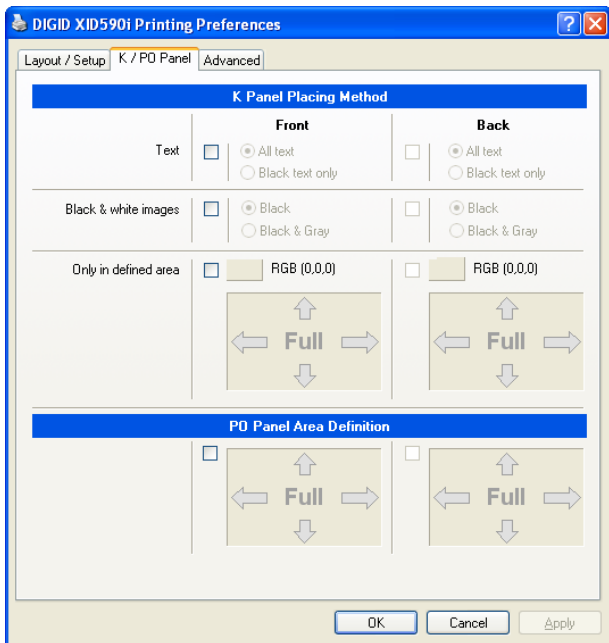 DIGID XID590i Printing Preferences
Layout / Setup K / PO Panel Advanced
K Panel Placing Method
Front Back
Text All text All text
Black text only Black text only
Black & white images Black Black
Black & Gray Black & Gray
Only in defined area RGB (0,0,0) RGB (0,0,0)
Full Full
PO Panel Area Definition
Full Full
OK Cancel Apply